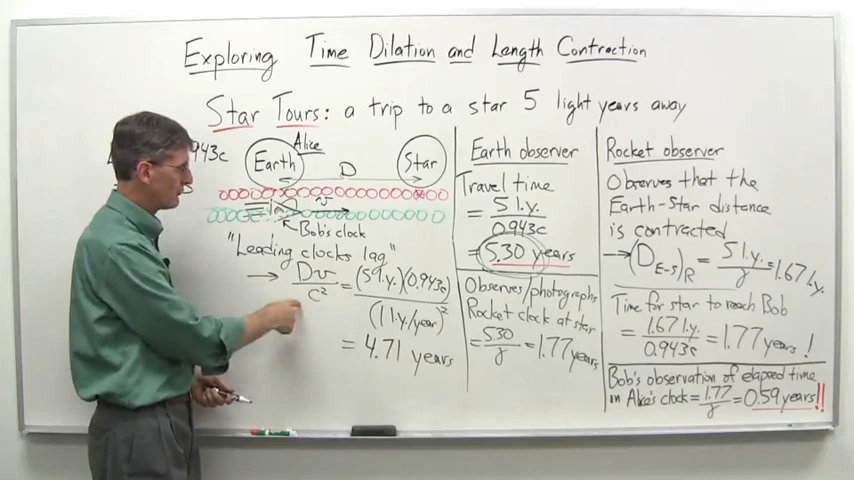 Exploring Time Dilation and Length Contraction
Star Tours: a trip to a star 5 light years away
943c
Alice
Earth
D
Star
v
Bob's clock
"Leading clocks lag"
→ Dv/c² = (5 l.y.)(0.943c)/(1 l.y./year)²
= 4.71 years
Earth observer
Travel time
= 5 l.y./0.943c
= 5.30 years
Observes/photographs
Rocket clock at star
= 5.30/γ = 1.77 years
Rocket observer
Observes that the
Earth-Star distance
is contracted
→ (D E-S)R = 5 l.y./γ = 1.67 l.y.
Time for star to reach Bob
= 1.67 l.y./0.943c = 1.77 years!
Bob's observation of elapsed time
in Alice's clock = 1.77/γ = 0.59 years!!